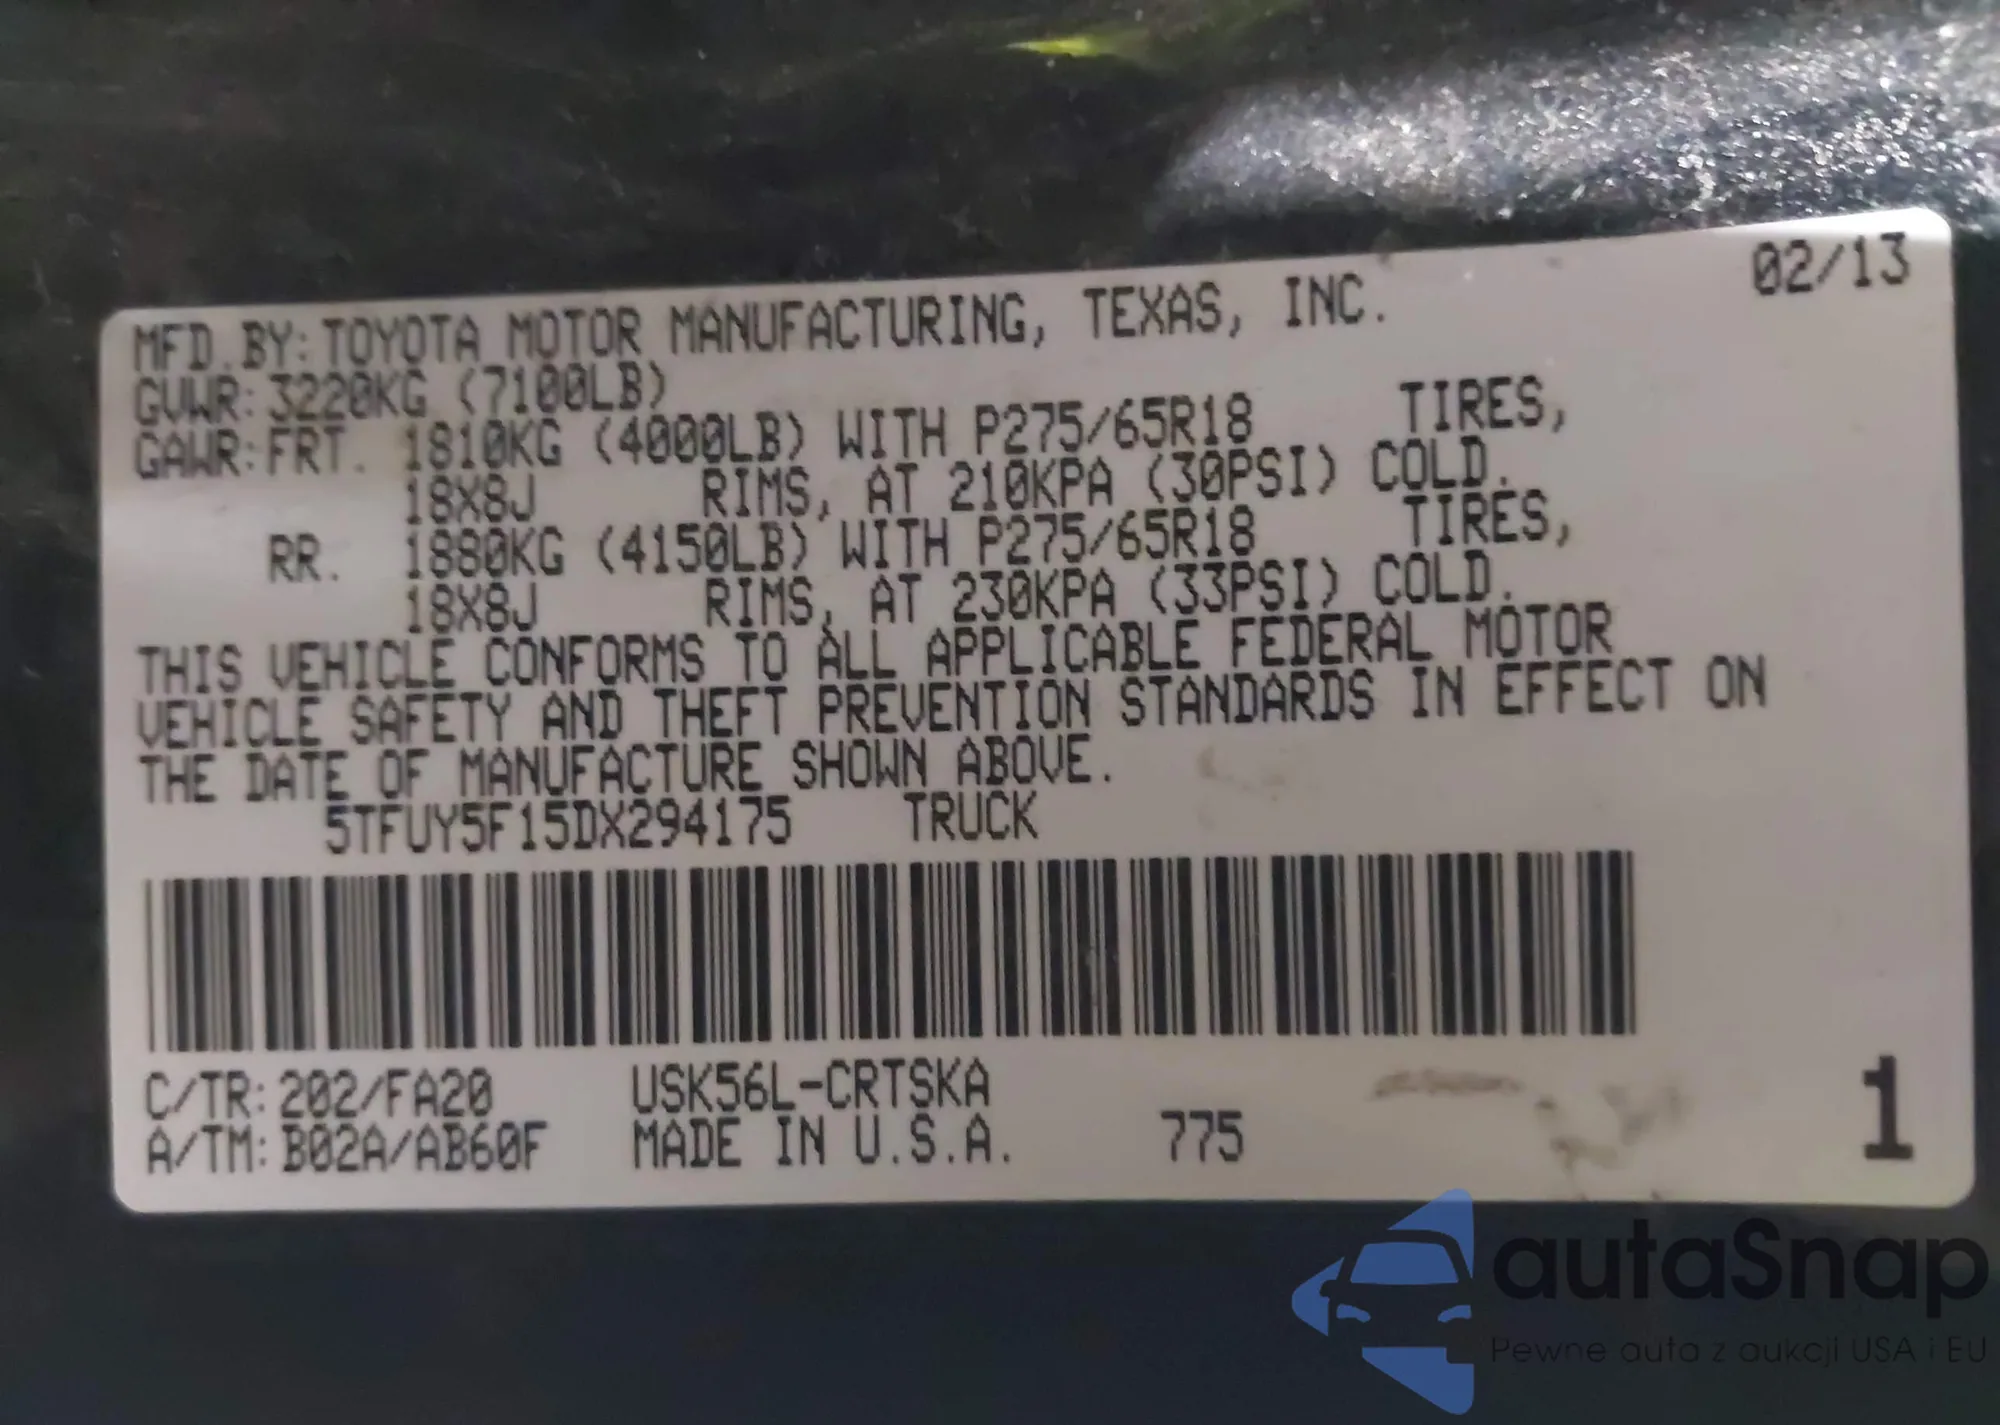 02/13
MFD.BY: TOYOTA MOTOR MANUFACTURING, TEXAS, INC.
GVWR: 3220KG (7100LB)
GAWR: FRT. 1810KG (4000LB) WITH P275/65R18 TIRES,
18X8J RIMS, AT 210KPA (30PSI) COLD.
RR. 1880KG (4150LB) WITH P275/65R18 TIRES,
18X8J RIMS, AT 230KPA (33PSI) COLD.
THIS VEHICLE CONFORMS TO ALL APPLICABLE FEDERAL MOTOR
VEHICLE SAFETY AND THEFT PREVENTION STANDARDS IN EFFECT ON
THE DATE OF MANUFACTURE SHOWN ABOVE.
5TFUY5F15DX294175 TRUCK
C/TR: 202/FA20 USK56L-CRTSKA
A/TM: B02A/AB60F MADE IN U.S.A. 775
1
autaSnap
Pewne auta z aukcji USA i EU